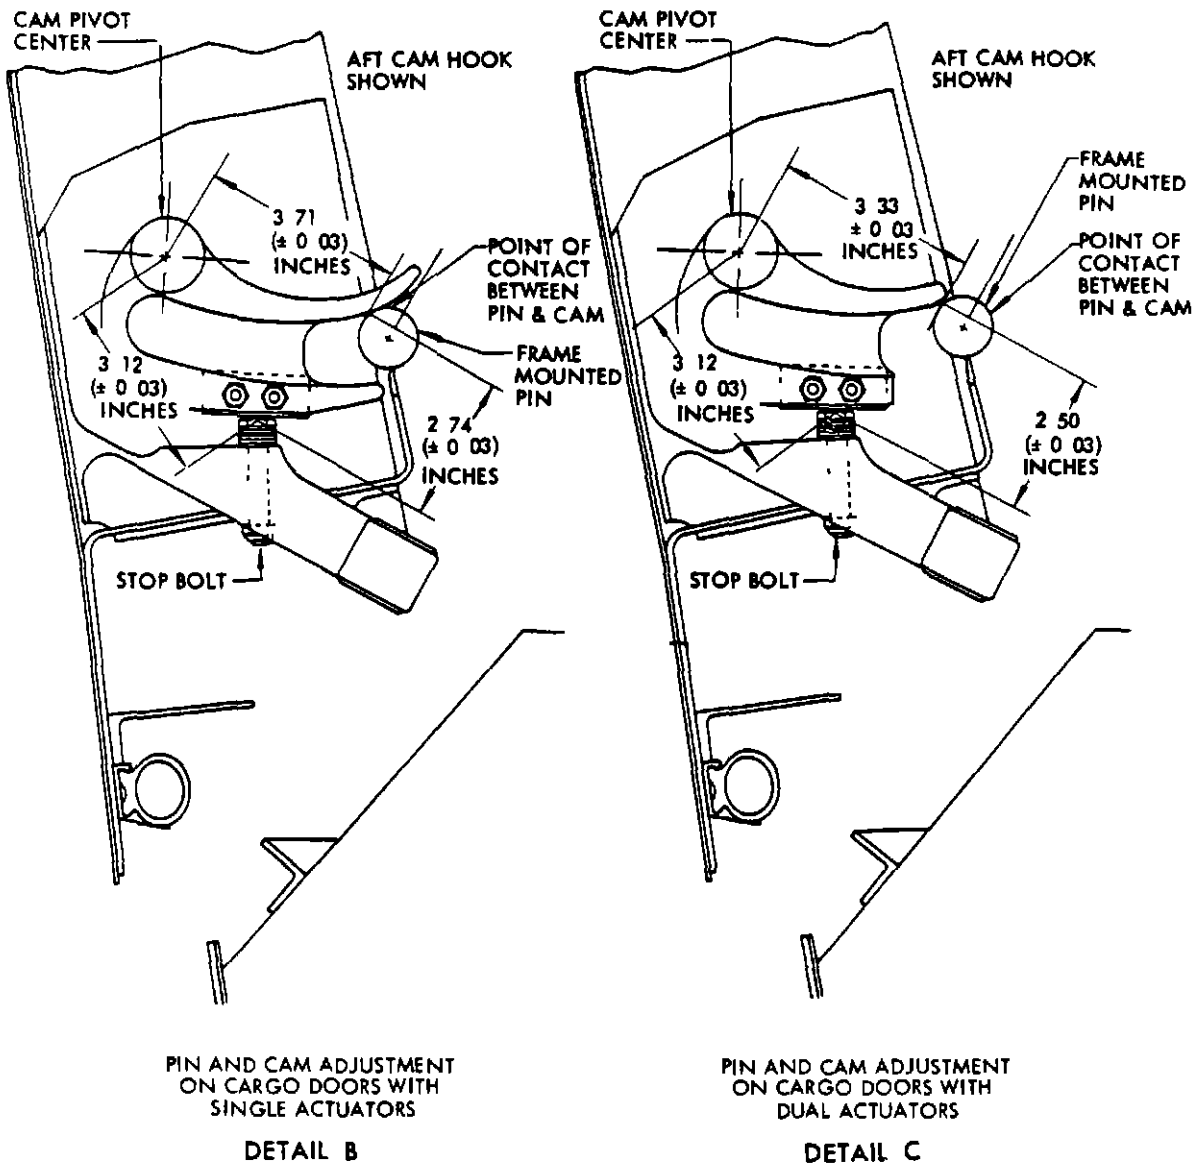 CAM PIVOT
CENTER
AFT CAM HOOK
SHOWN
3 71
(± 0 03)
INCHES
POINT OF
CONTACT
BETWEEN
PIN & CAM
FRAME
MOUNTED
PIN
3 12
(± 0 03)
INCHES
2 74
(± 0 03)
INCHES
STOP BOLT
PIN AND CAM ADJUSTMENT
ON CARGO DOORS WITH
SINGLE ACTUATORS
DETAIL B
CAM PIVOT
CENTER
AFT CAM HOOK
SHOWN
3 33
± 0 03
INCHES
FRAME
MOUNTED
PIN
POINT OF
CONTACT
BETWEEN
PIN & CAM
3 12
(± 0 03)
INCHES
2 50
(± 0 03)
INCHES
STOP BOLT
PIN AND CAM ADJUSTMENT
ON CARGO DOORS WITH
DUAL ACTUATORS
DETAIL C